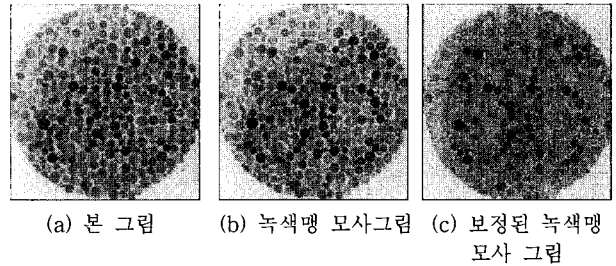 (a) 본 그림
(b) 녹색맹 모사그림
(c) 보정된 녹색맹
모사 그림